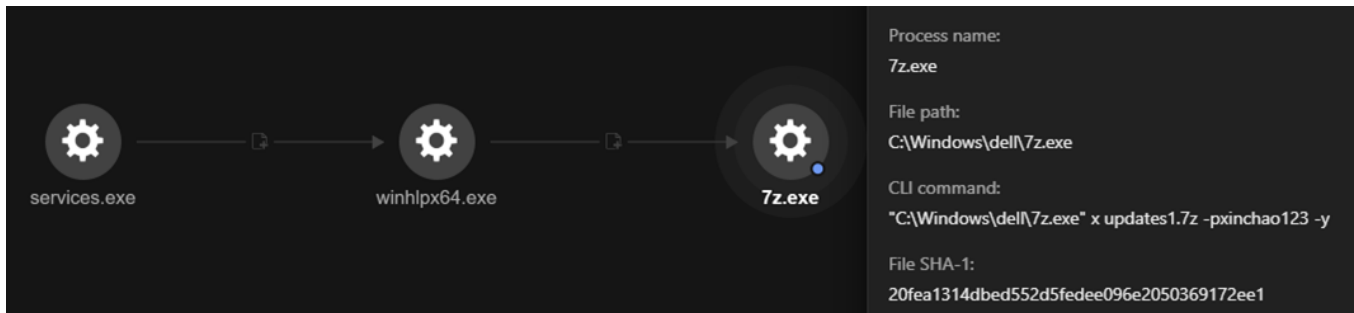 services.exe
winhlpx64.exe
7z.exe
Process name:
7z.exe
File path:
C:\Windows\dell\7z.exe
CLI command:
"C:\Windows\dell\7z.exe" x updates1.7z -pxinchao123 -y
File SHA-1:
20fea1314dbed552d5fedee096e2050369172ee1